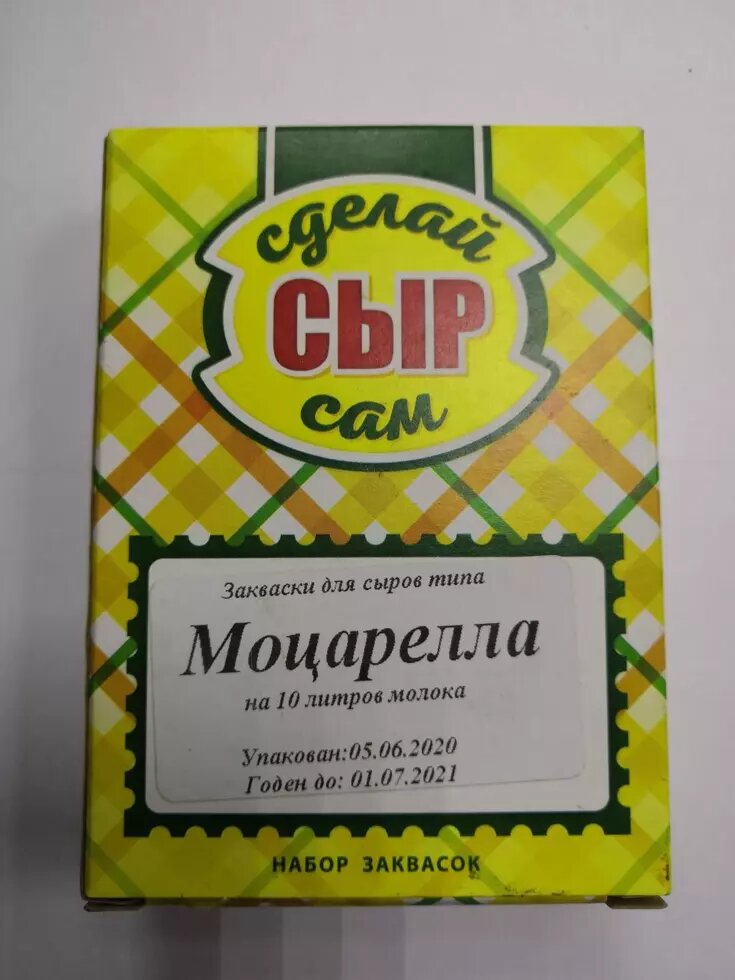 сделай
СЫР
сам
Закваски для сыров типа
Моцарелла
на 10 литров молока
Упакован:05.06.2020
Годен до: 01.07.2021
НАБОР ЗАКВАСОК